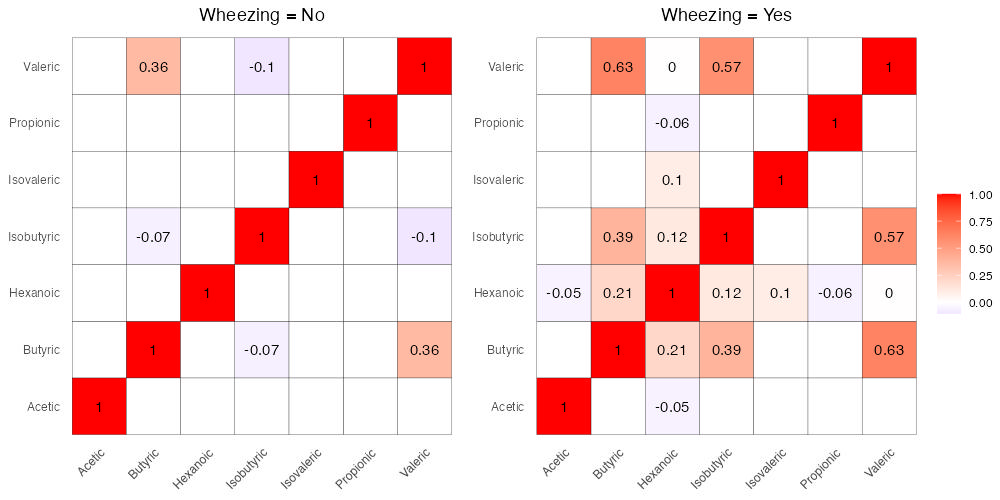 Wheezing = No
Wheezing = Yes
Valeric 0.36 -0.1 1
Propionic 1
Isovaleric 1
Isobutyric -0.07 1 -0.1
Hexanoic 1
Butyric 1 -0.07 0.36
Acetic 1
Acetic Butyric Hexanoic Isobutyric Isovaleric Propionic Valeric
Valeric 0.63 0 0.57 1
Propionic -0.06 1
Isovaleric 0.1 1
Isobutyric 0.39 0.12 1 0.57
Hexanoic -0.05 0.21 1 0.12 0.1 -0.06 0
Butyric 1 0.21 0.39 0.63
Acetic 1 -0.05
Acetic Butyric Hexanoic Isobutyric Isovaleric Propionic Valeric
1.00
0.75
0.50
0.25
0.00